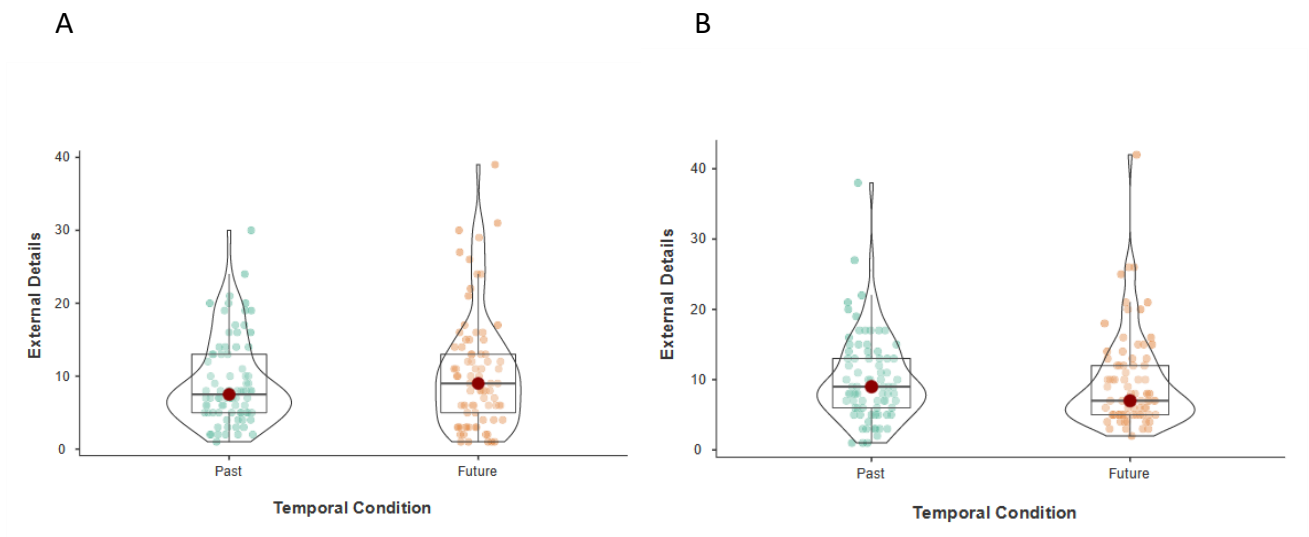 A
B
40
30
20
10
0
External Details
Past
Future
Temporal Condition
40
30
20
10
0
External Details
Past
Future
Temporal Condition